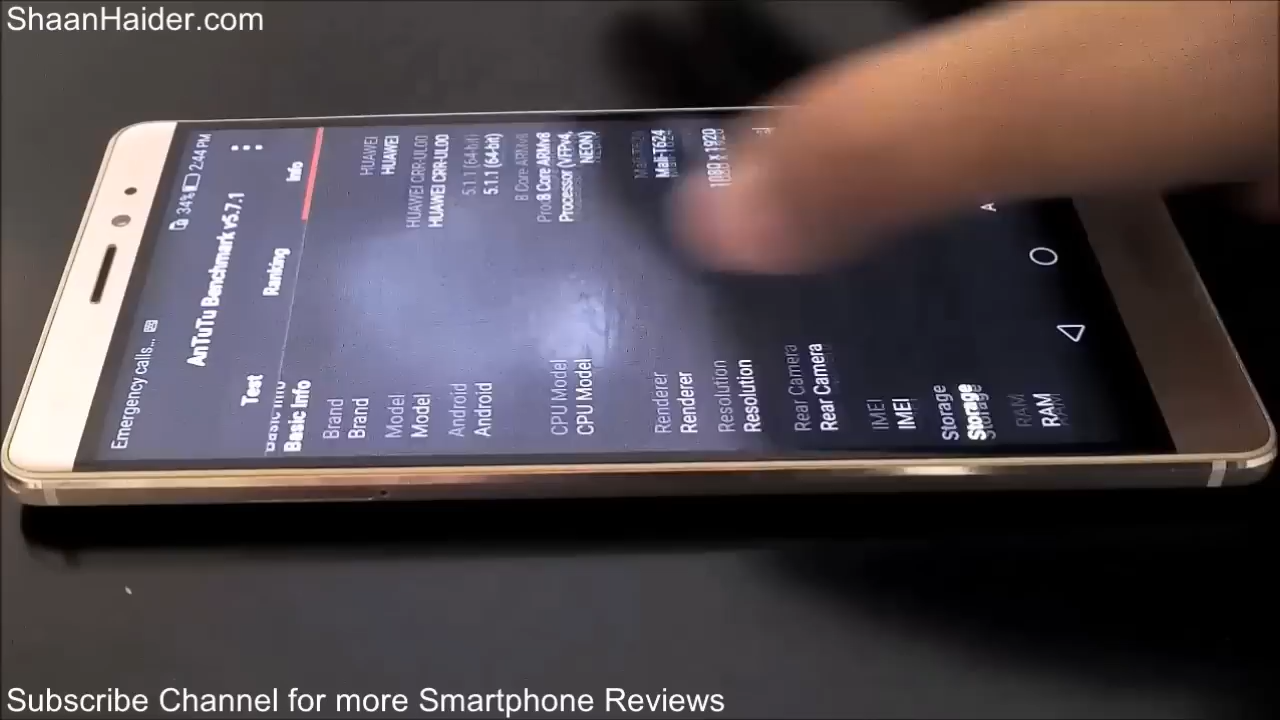 ShaanHaider.com
Emergency calls...
34% 2:44 PM
AnTuTu Benchmark v5.7.1
Test Ranking Info
Basic Info
Brand HUAWEI
Model HUAWEI CRR-UL00
Android 5.1.1 (64-bit)
CPU Model 8 Core ARMv8
Processor (VFPv4,
NEON)
Renderer Mali-T624
Resolution 1080 x 1920
Rear Camera
IMEI
Storage
RAM
Subscribe Channel for more Smartphone Reviews